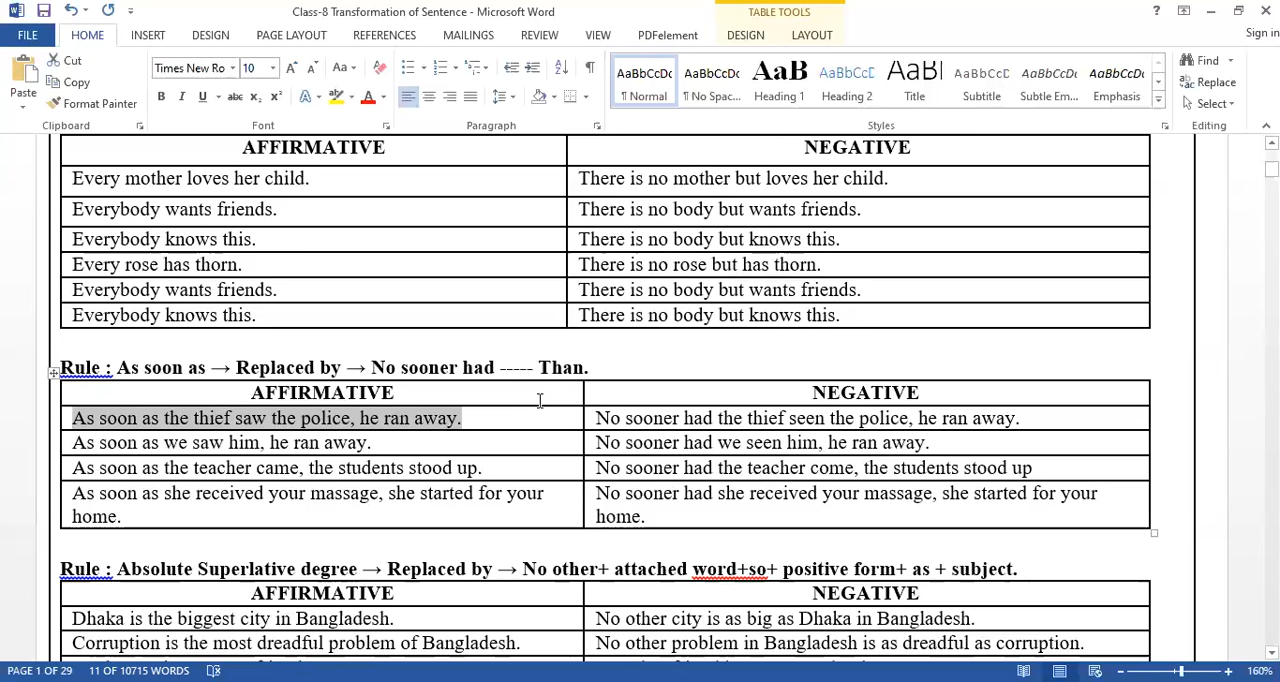 Class-8 Transformation of Sentence - Microsoft Word
TABLE TOOLS
?
FILE HOME INSERT DESIGN PAGE LAYOUT REFERENCES MAILINGS REVIEW VIEW PDFelement DESIGN LAYOUT Sign in
Paste
Cut
Copy
Format Painter
Clipboard
Times New Ro 10
Font
Paragraph
AaBbCcDc AaBbCcDc AaB AaBbCcDc AaB AaBbCcDc AaBbCcDc AaBbCcDc
¶ Normal ¶ No Spac... Heading 1 Heading 2 Title Subtitle Subtle Em... Emphasis
Styles
Find
Replace
Select
Editing
AFFIRMATIVE NEGATIVE
Every mother loves her child. There is no mother but loves her child.
Everybody wants friends. There is no body but wants friends.
Everybody knows this. There is no body but knows this.
Every rose has thorn. There is no rose but has thorn.
Everybody wants friends. There is no body but wants friends.
Everybody knows this. There is no body but knows this.
Rule : As soon as → Replaced by → No sooner had ----- Than.
AFFIRMATIVE NEGATIVE
As soon as the thief saw the police, he ran away. No sooner had the thief seen the police, he ran away.
As soon as we saw him, he ran away. No sooner had we seen him, he ran away.
As soon as the teacher came, the students stood up. No sooner had the teacher come, the students stood up
As soon as she received your massage, she started for your No sooner had she received your massage, she started for your
home. home.
Rule : Absolute Superlative degree → Replaced by → No other+ attached word+so+ positive form+ as + subject.
AFFIRMATIVE NEGATIVE
Dhaka is the biggest city in Bangladesh. No other city is as big as Dhaka in Bangladesh.
Corruption is the most dreadful problem of Bangladesh. No other problem in Bangladesh is as dreadful as corruption.
PAGE 1 OF 29 11 OF 10715 WORDS 160%